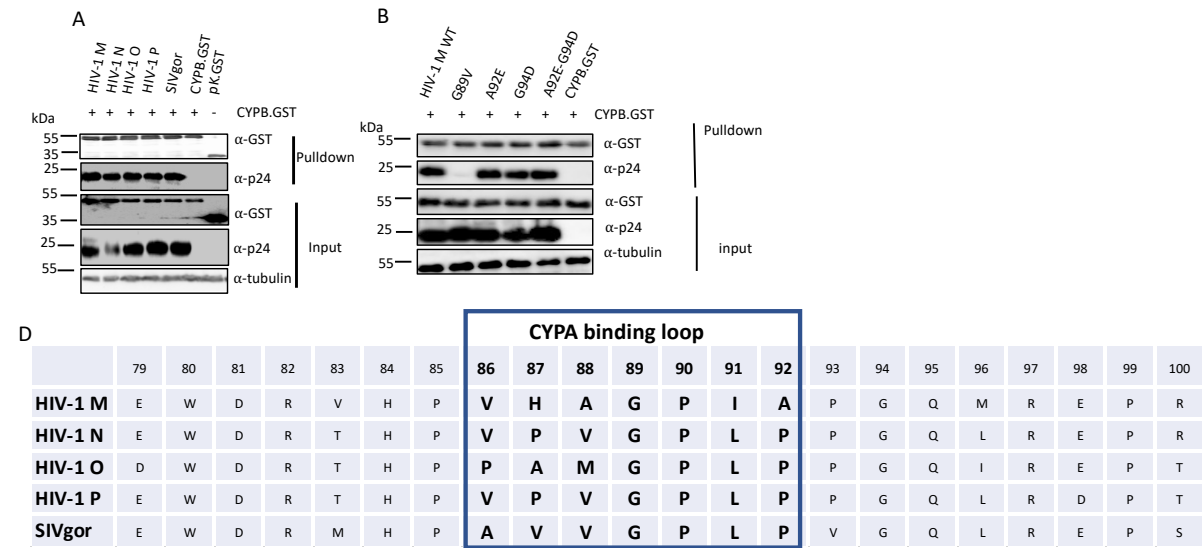 A
HIV-1 M
HIV-1 N
HIV-1 O
HIV-1 P
SIVgor
CYPB.GST
pK.GST
+ + + + + + - CYPB.GST
kDa
55 α-GST
35
Pulldown
25 α-p24
15
55
α-GST
35
Input
25 α-p24
15
55 α-tubulin
B
HIV-1 M WT
G89V
A92E
G94D
A92E-G94D
CYPB.GST
+ + + + + + CYPB.GST
kDa
Pulldown
55 α-GST
25 α-p24
55 α-GST
25 α-p24
input
55 α-tubulin
D
CYPA binding loop
79 80 81 82 83 84 85 86 87 88 89 90 91 92 93 94 95 96 97 98 99 100
HIV-1 M E W D R V H P V H A G P I A P G Q M R E P R
HIV-1 N E W D R T H P V P V G P L P P G Q L R E P R
HIV-1 O D W D R T H P P A M G P L P P G Q I R E P T
HIV-1 P E W D R T H P V P V G P L P P G Q L R D P T
SIVgor E W D R M H P A V V G P L P V G Q L R E P S